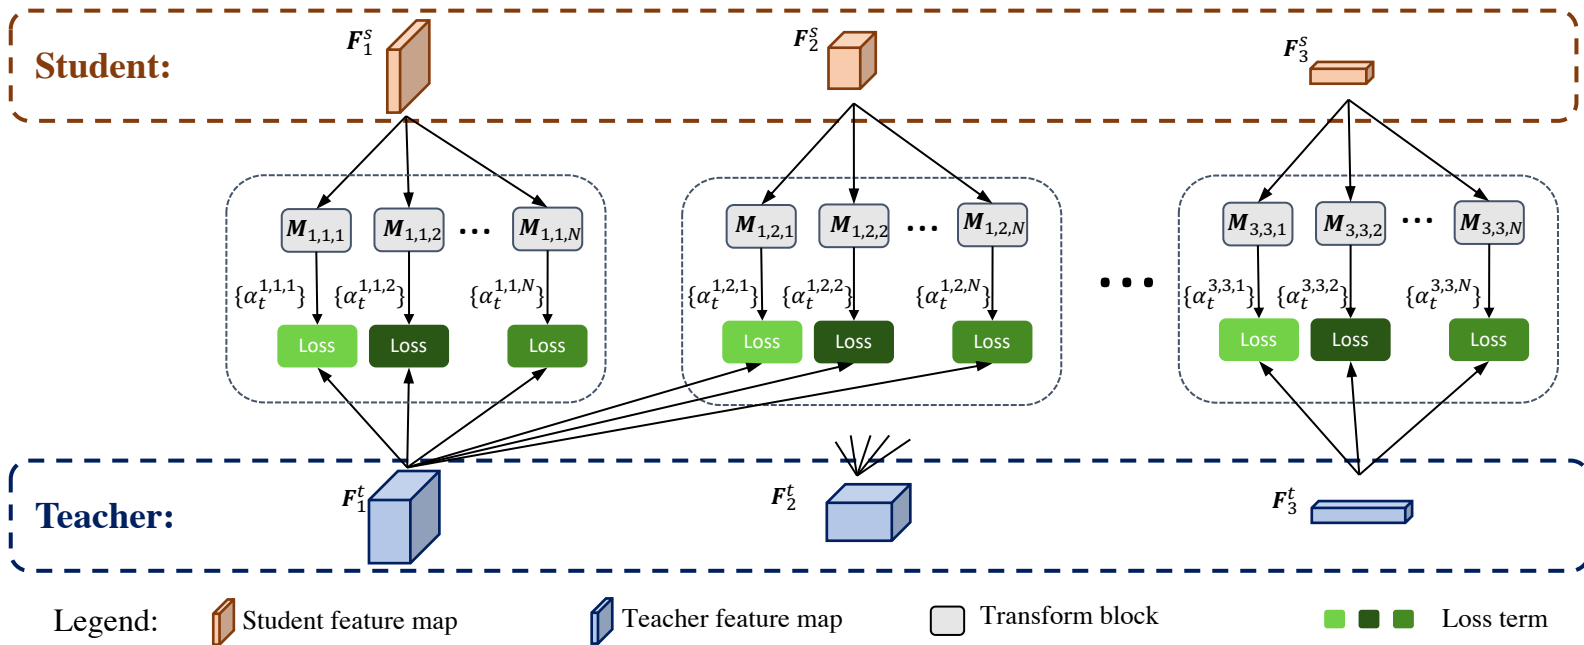 Student:
F_1^s
F_2^s
F_3^s
M_{1,1,1} M_{1,1,2} ... M_{1,1,N}
M_{1,2,1} M_{1,2,2} ... M_{1,2,N}
M_{3,3,1} M_{3,3,2} ... M_{3,3,N}
{α_t^{1,1,1}} {α_t^{1,1,2}} {α_t^{1,1,N}}
{α_t^{1,2,1}} {α_t^{1,2,2}} {α_t^{1,2,N}}
...
{α_t^{3,3,1}} {α_t^{3,3,2}} {α_t^{3,3,N}}
Loss Loss Loss
Loss Loss Loss
Loss Loss Loss
Teacher:
F_1^t
F_2^t
F_3^t
Legend: Student feature map Teacher feature map Transform block Loss term